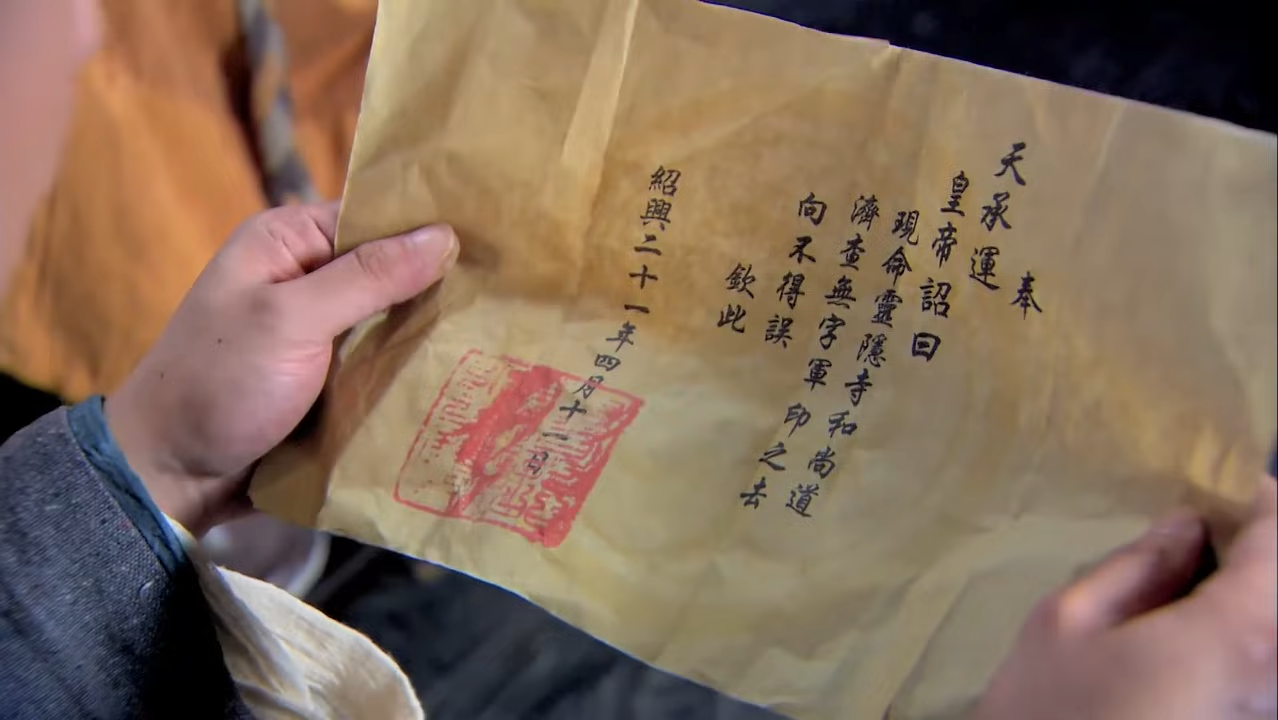 奉
天承運
皇帝詔曰
現命靈隱寺和尚道
濟查無字軍印之去
向不得誤
欽此
紹興二十一年四月十一日